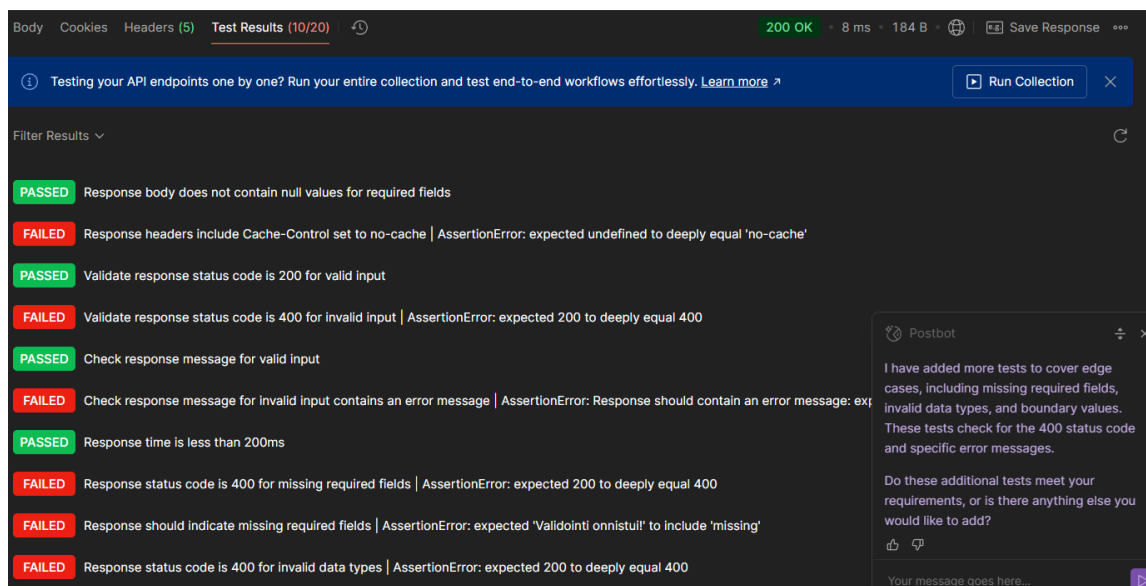 Body Cookies Headers (5) Test Results (10/20) 200 OK • 8 ms • 184 B • e.g. Save Response
Testing your API endpoints one by one? Run your entire collection and test end-to-end workflows effortlessly. Learn more ↗ Run Collection
Filter Results
PASSED Response body does not contain null values for required fields
FAILED Response headers include Cache-Control set to no-cache | AssertionError: expected undefined to deeply equal 'no-cache'
PASSED Validate response status code is 200 for valid input
FAILED Validate response status code is 400 for invalid input | AssertionError: expected 200 to deeply equal 400
PASSED Check response message for valid input
FAILED Check response message for invalid input contains an error message | AssertionError: Response should contain an error message: exp
PASSED Response time is less than 200ms
FAILED Response status code is 400 for missing required fields | AssertionError: expected 200 to deeply equal 400
FAILED Response should indicate missing required fields | AssertionError: expected 'Validointi onnistui!' to include 'missing'
FAILED Response status code is 400 for invalid data types | AssertionError: expected 200 to deeply equal 400
Postbot
I have added more tests to cover edge
cases, including missing required fields,
invalid data types, and boundary values.
These tests check for the 400 status code
and specific error messages.
Do these additional tests meet your
requirements, or is there anything else you
would like to add?
Your message goes here...